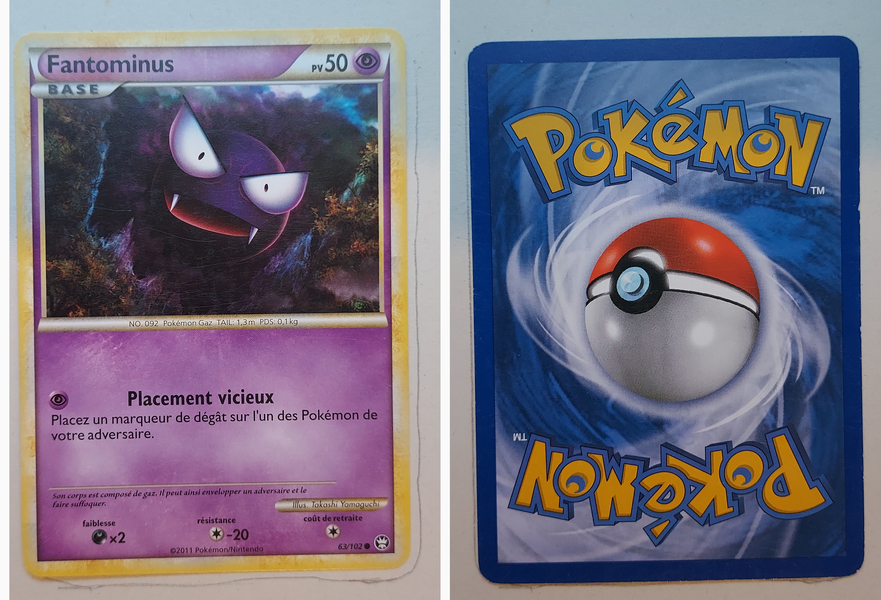 Fantominus
PV 50
BASE
NO. 092 Pokémon Gaz TAIL: 1,3m PDS: 0,1kg
Placement vicieux
Placez un marqueur de dégât sur l'un des Pokémon de
votre adversaire.
Son corps est composé de gaz. Il peut ainsi envelopper un adversaire et le
faire suffoquer.
Illus. Takashi Yamaguchi
faiblesse
résistance
coût de retraite
×2
-20
©2011 Pokémon/Nintendo
63/102
POKéMON
TM
TM
POKéMON